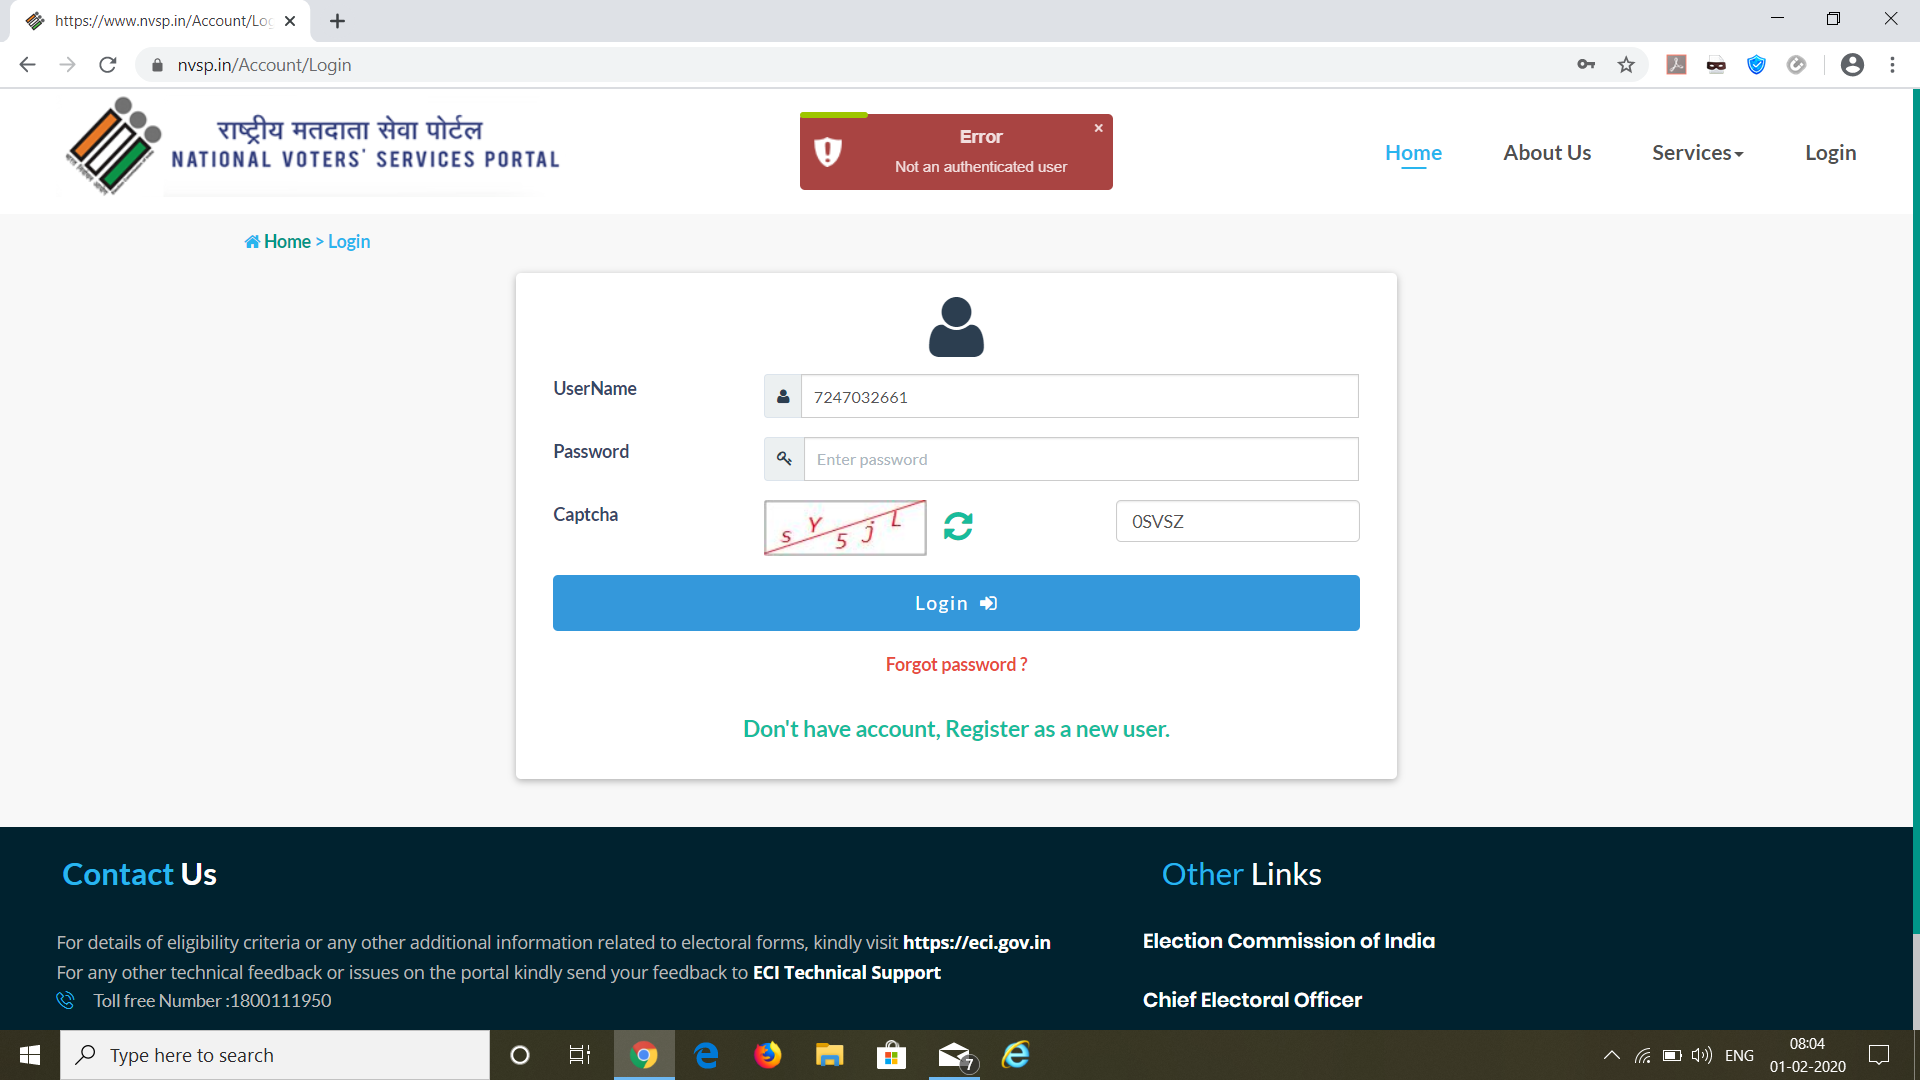 https://www.nvsp.in/Account/Log
nvsp.in/Account/Login
राष्ट्रीय मतदाता सेवा पोर्टल
NATIONAL VOTERS' SERVICES PORTAL
Error
Not an authenticated user
Home
About Us
Services
Login
Home > Login
UserName
7247032661
Password
Enter password
Captcha
s Y 5 j L
0SVSZ
Login
Forgot password ?
Don't have account, Register as a new user.
Contact Us
For details of eligibility criteria or any other additional information related to electoral forms, kindly visit https://eci.gov.in
For any other technical feedback or issues on the portal kindly send your feedback to ECI Technical Support
Toll free Number :1800111950
Other Links
Election Commission of India
Chief Electoral Officer
Type here to search
7
ENG
08:04
01-02-2020